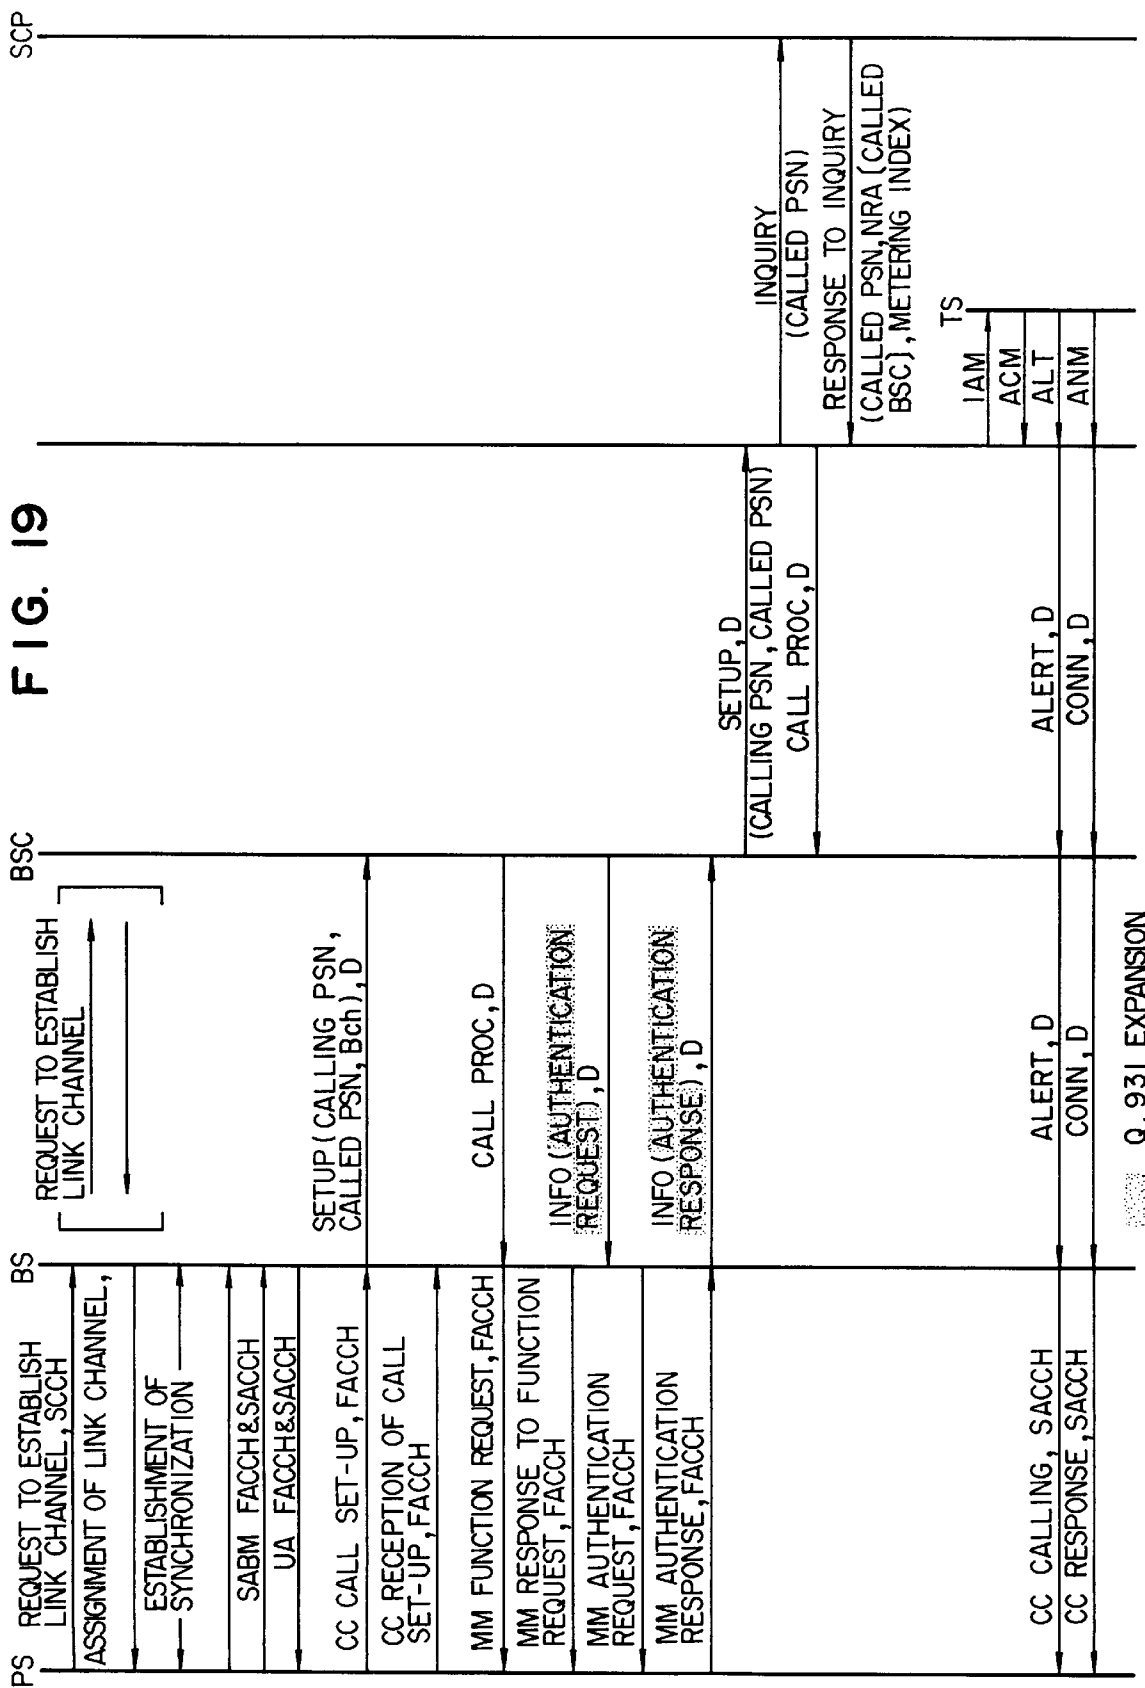 FIG. 19
PS
BS
BSC
SCP
REQUEST TO ESTABLISH
LINK CHANNEL,SCCH
ASSIGNMENT OF LINK CHANNEL,
ESTABLISHMENT OF
SYNCHRONIZATION
SABM FACCH&SACCH
UA FACCH&SACCH
REQUEST TO ESTABLISH
LINK CHANNEL
CC CALL SET-UP,FACCH
SETUP(CALLING PSN,
CALLED PSN,Bch),D
CC RECEPTION OF CALL
SET-UP,FACCH
MM FUNCTION REQUEST,FACCH
CALL PROC,D
MM RESPONSE TO FUNCTION
REQUEST,FACCH
INFO(AUTHENTICATION
REQUEST),D
MM AUTHENTICATION
REQUEST,FACCH
MM AUTHENTICATION
RESPONSE,FACCH
INFO(AUTHENTICATION
RESPONSE),D
SETUP,D
(CALLING PSN,CALLED PSN)
INQUIRY
(CALLED PSN)
CALL PROC,D
RESPONSE TO INQUIRY
(CALLED PSN,NRA(CALLED
BSC),METERING INDEX)
TS
IAM
ACM
ALT
ANM
CC CALLING,SACCH
ALERT,D
ALERT,D
CC RESPONSE,SACCH
CONN,D
CONN,D
Q.931 EXPANSION